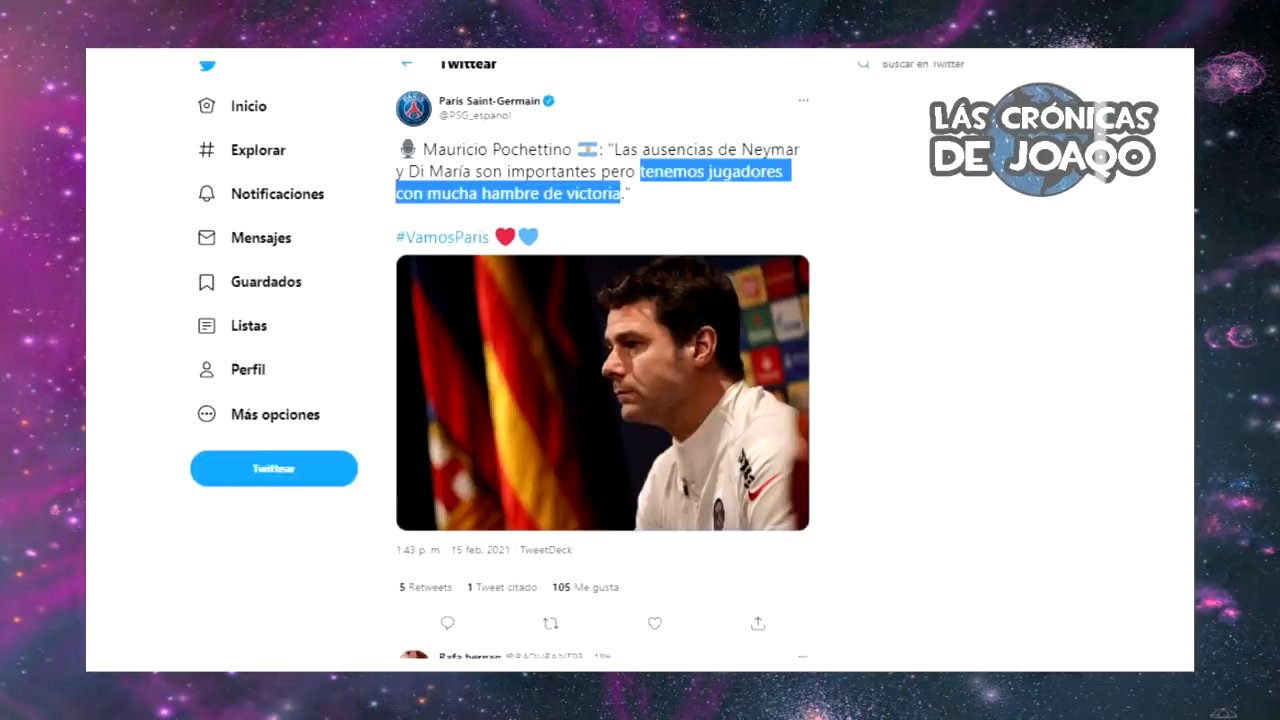 Twittear
Buscar en Twitter
Inicio
Explorar
Notificaciones
Mensajes
Guardados
Listas
Perfil
Más opciones
Twittear
Paris Saint-Germain
@PSG_espanol
Mauricio Pochettino : "Las ausencias de Neymar
y Di María son importantes pero tenemos jugadores
con mucha hambre de victoria."
#VamosParis
1:43 p. m. · 15 feb. 2021 · TweetDeck
5 Retweets 1 Tweet citado 105 Me gusta
LÁS CRÓNICAS
DE JOAQO